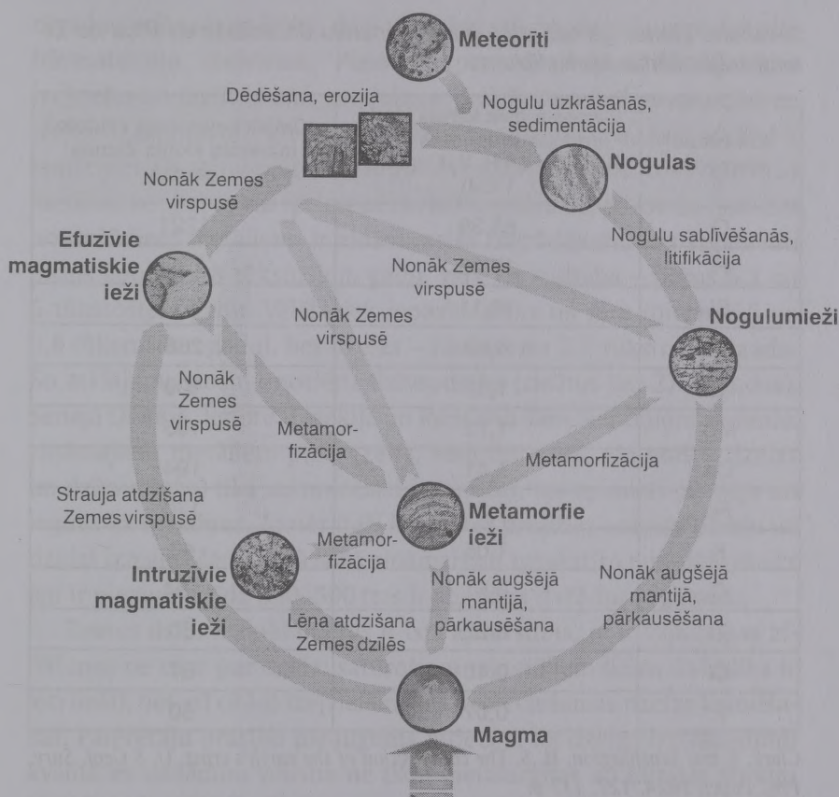 Meteorīti
Dēdēšana, erozija
Nogulu uzkrāšanās,
sedimentācija
Nogulas
Nonāk Zemes
virspusē
Nogulu sablīvēšanās,
litifikācija
Efuzīvie
magmatiskie
ieži
Nonāk Zemes
virspusē
Nonāk Zemes
virspusē
Nogulumieži
Nonāk
Zemes
virspusē
Metamor-
fizācija
Metamorfizācija
Strauja atdzišana
Zemes virspusē
Metamorfie
ieži
Metamor-
fizācija
Intruzīvie
magmatiskie
ieži
Nonāk augšējā
mantijā,
pārkausēšana
Nonāk augšējā
mantijā,
pārkausēšana
Lēna atdzišana
Zemes dzīlēs
Magma